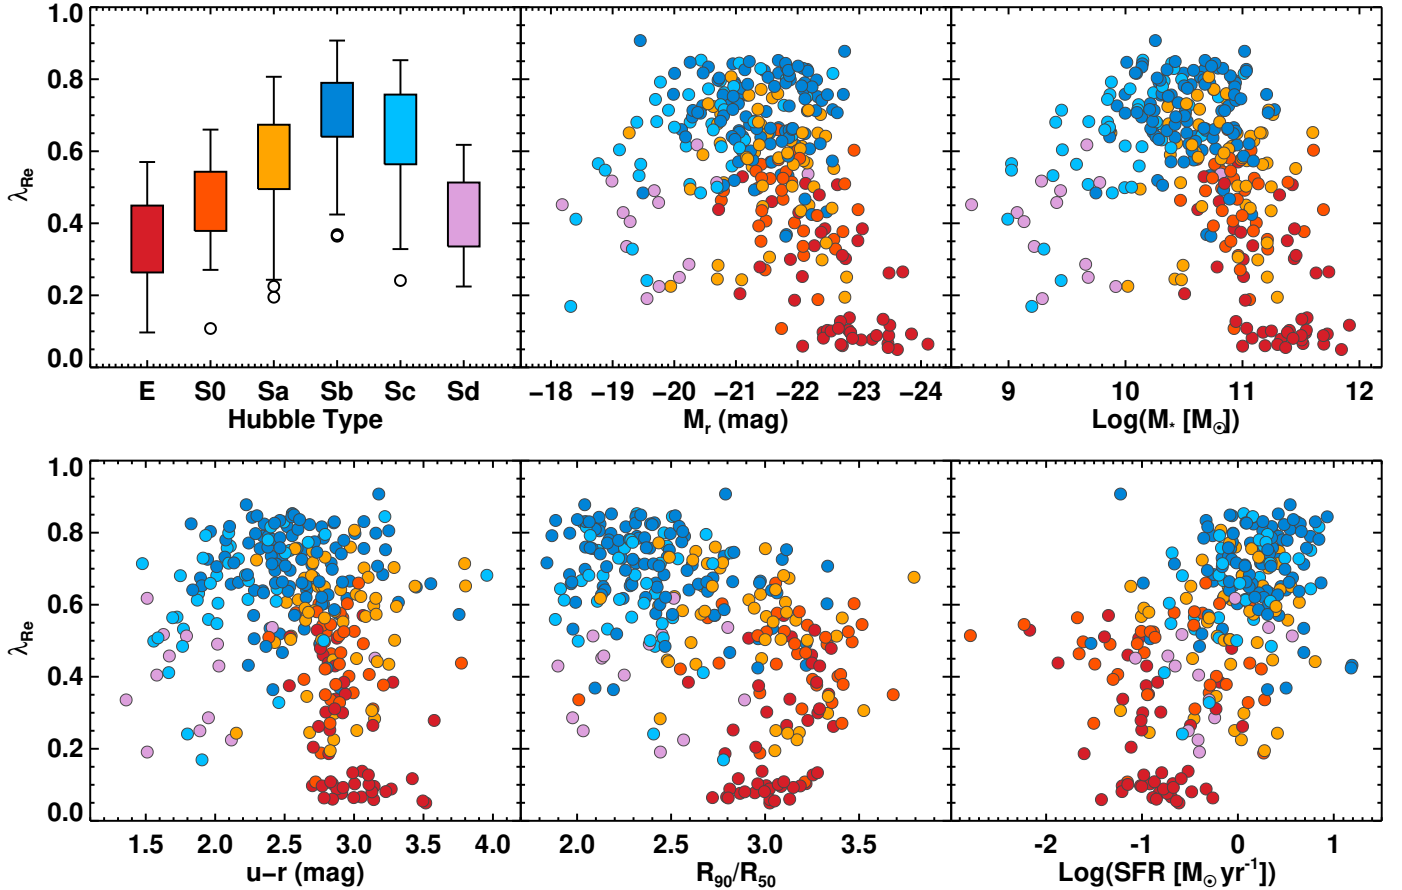 1.0
0.8
0.6
0.4
0.2
0.0
λRe
E S0 Sa Sb Sc Sd
Hubble Type
−18 −19 −20 −21 −22 −23 −24
Mr (mag)
9 10 11 12
Log(M* [M⊙])
1.0
0.8
0.6
0.4
0.2
0.0
λRe
1.5 2.0 2.5 3.0 3.5 4.0
u−r (mag)
2.0 2.5 3.0 3.5
R90/R50
-2 -1 0 1
Log(SFR [M⊙ yr-1])